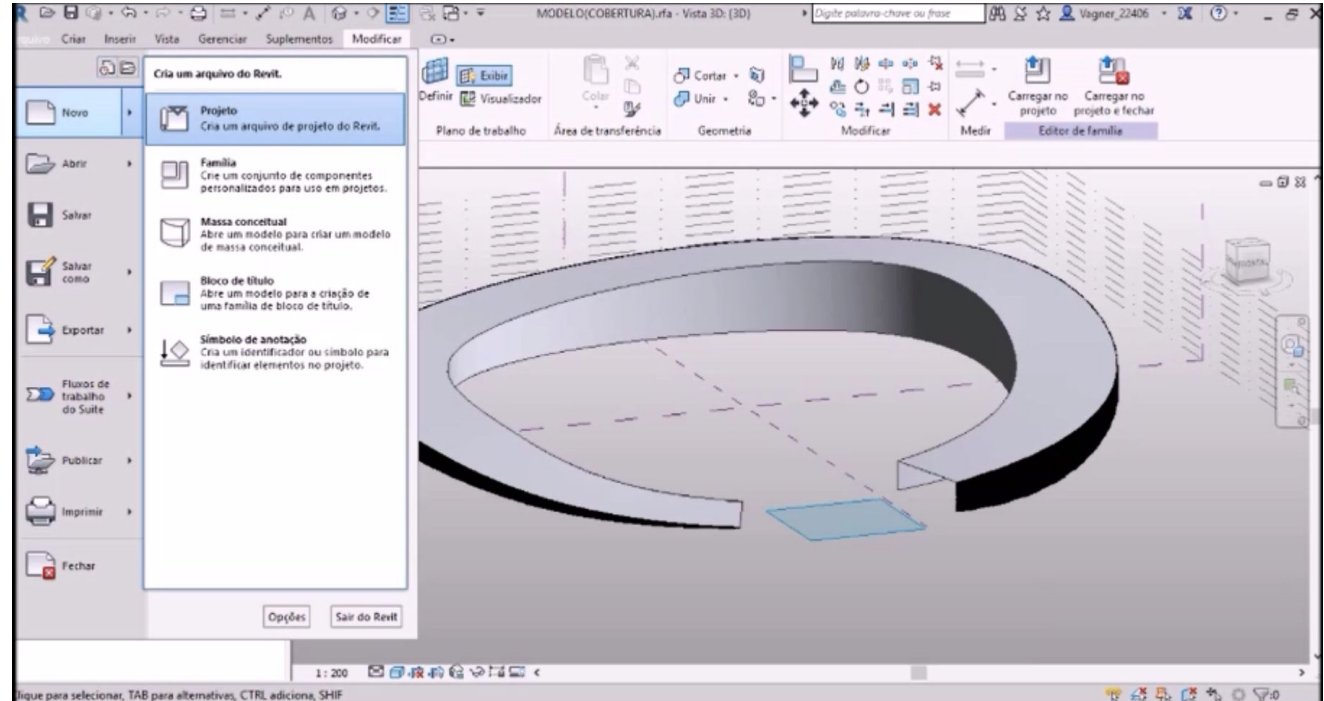 MODELO(COBERTURA).rfa - Vista 3D: {3D}
Digite palavra-chave ou frase
Vagner_22406
Criar Inserir Vista Gerenciar Suplementos Modificar
Cria um arquivo do Revit.
Novo
Abrir
Salvar
Salvar
como
Exportar
Fluxos de
trabalho
do Suite
Publicar
Imprimir
Fechar
Projeto
Cria um arquivo de projeto do Revit.
Família
Crie um conjunto de componentes
personalizados para uso em projetos.
Massa conceitual
Abre um modelo para criar um modelo
de massa conceitual.
Bloco de título
Abre um modelo para a criação de
uma família de bloco de título.
Símbolo de anotação
Cria um identificador ou símbolo para
identificar elementos no projeto.
Opções
Sair do Revit
Definir
Exibir
Visualizador
Plano de trabalho
Colar
Área de transferência
Cortar
Unir
Geometria
Modificar
Medir
Carregar no
projeto
Carregar no
projeto e fechar
Editor de família
FRONTAL
1 : 200
lique para selecionar, TAB para alternativas, CTRL adiciona, SHIF
:0